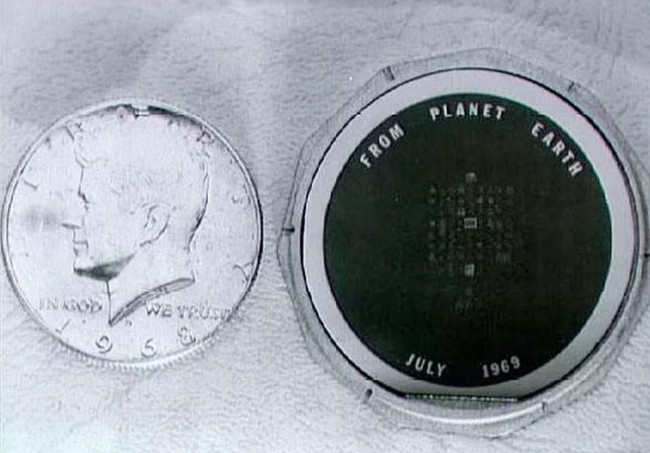 IN GOD WE TRUST
1968
FROM PLANET EARTH
JULY 1969